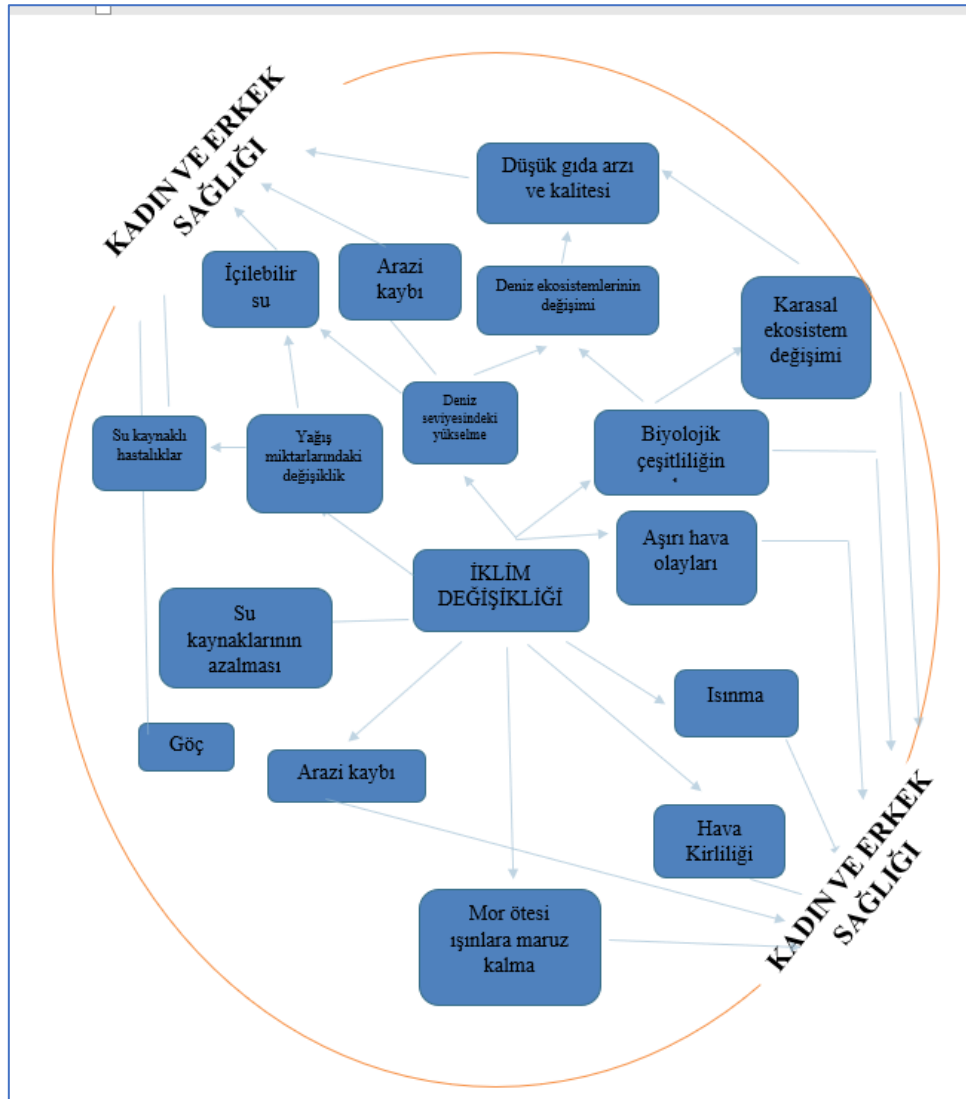 KADIN VE ERKEK
SAĞLIĞI
Düşük gıda arzı
ve kalitesi
İçilebilir
su
Arazi
kaybı
Deniz ekosistemlerinin
değişimi
Karasal
ekosistem
değişimi
Su kaynaklı
hastalıklar
Yağış
miktarlarındaki
değişiklik
Deniz
seviyesindeki
yükselme
Biyolojik
çeşitliliğin
Aşırı hava
olayları
İKLİM
DEĞİŞİKLİĞİ
Su
kaynaklarının
azalması
Isınma
Göç
Arazi kaybı
Hava
Kirliliği
Mor ötesi
ışınlara maruz
kalma
KADIN VE ERKEK
SAĞLIĞI